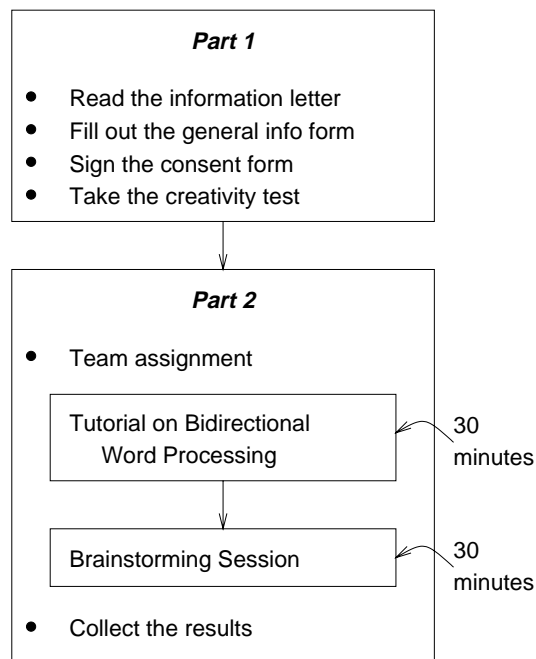 Part 1
● Read the information letter
● Fill out the general info form
● Sign the consent form
● Take the creativity test
Part 2
● Team assignment
Tutorial on Bidirectional
Word Processing
30
minutes
Brainstorming Session
30
minutes
● Collect the results